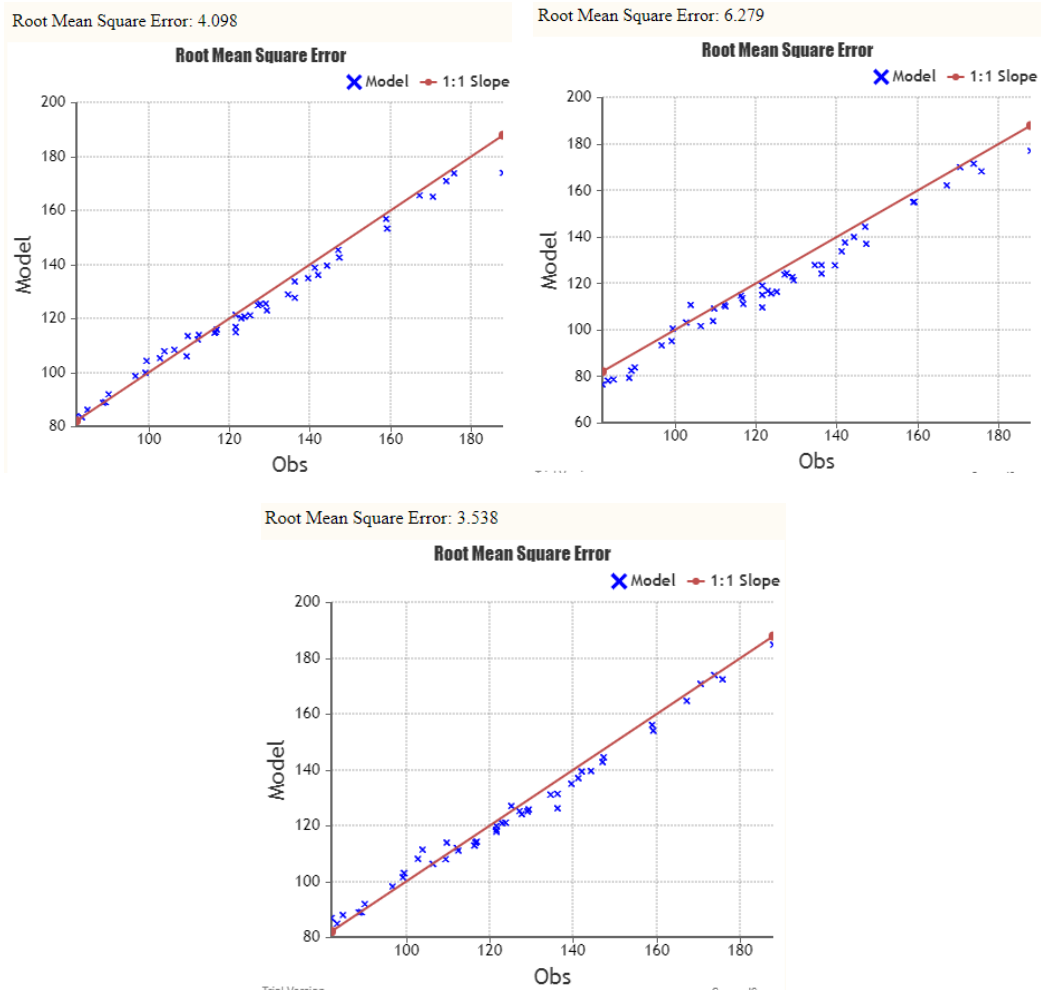 Root Mean Square Error: 4.098
Root Mean Square Error
Model 1:1 Slope
200
180
160
140
120
100
80
Model
100 120 140 160 180
Obs
Root Mean Square Error: 6.279
Root Mean Square Error
Model 1:1 Slope
200
180
160
140
120
100
80
60
Model
100 120 140 160 180
Obs
Root Mean Square Error: 3.538
Root Mean Square Error
Model 1:1 Slope
200
180
160
140
120
100
80
Model
100 120 140 160 180
Obs
Trial Version